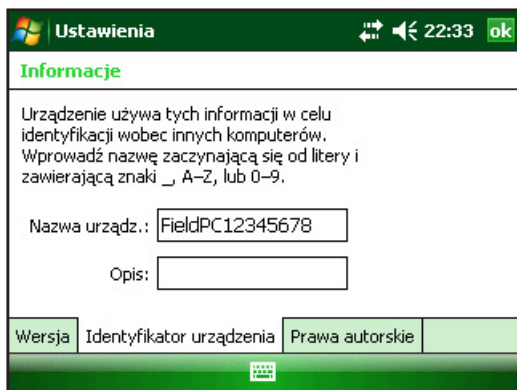 Ustawienia 22:33 ok
Informacje
Urządzenie używa tych informacji w celu
identyfikacji wobec innych komputerów.
Wprowadź nazwę zaczynającą się od litery i
zawierającą znaki _, A–Z, lub 0–9.
Nazwa urządz.: FieldPC12345678
Opis:
Wersja Identyfikator urządzenia Prawa autorskie